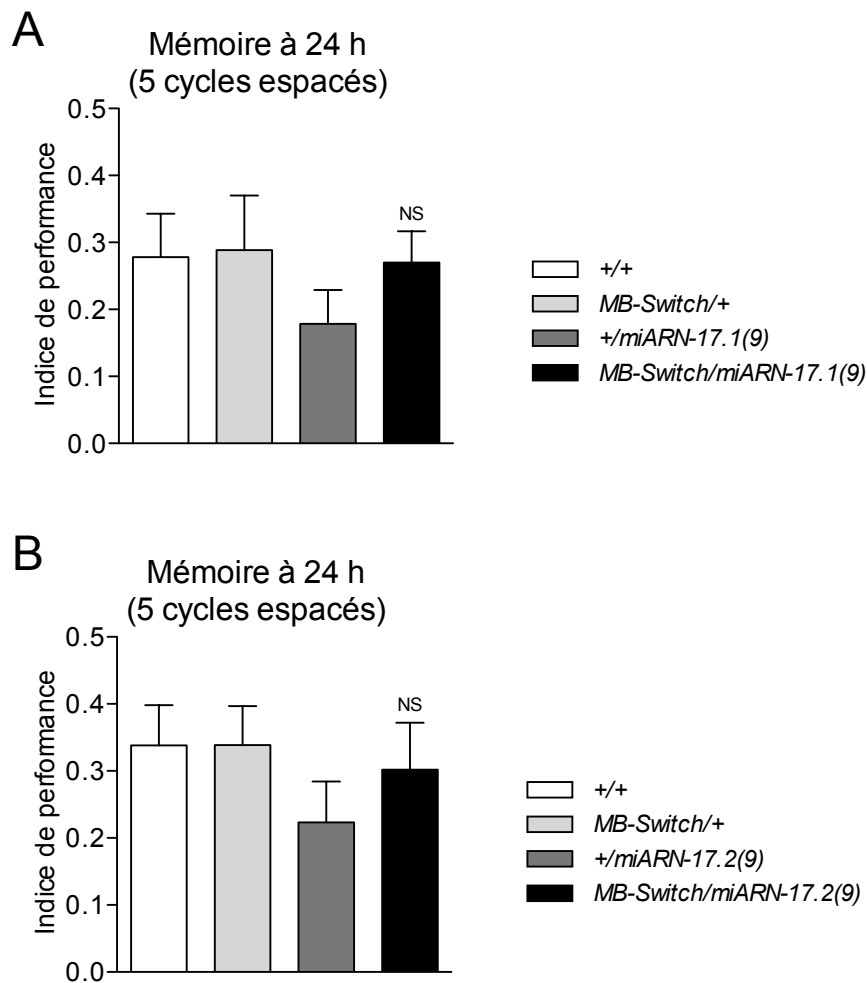 A
Mémoire à 24 h
(5 cycles espacés)
Indice de performance
0.5
0.4
0.3
0.2
0.1
0.0
NS
+/+
MB-Switch/+
+/miARN-17.1(9)
MB-Switch/miARN-17.1(9)
B
Mémoire à 24 h
(5 cycles espacés)
Indice de performance
0.5
0.4
0.3
0.2
0.1
0.0
NS
+/+
MB-Switch/+
+/miARN-17.2(9)
MB-Switch/miARN-17.2(9)